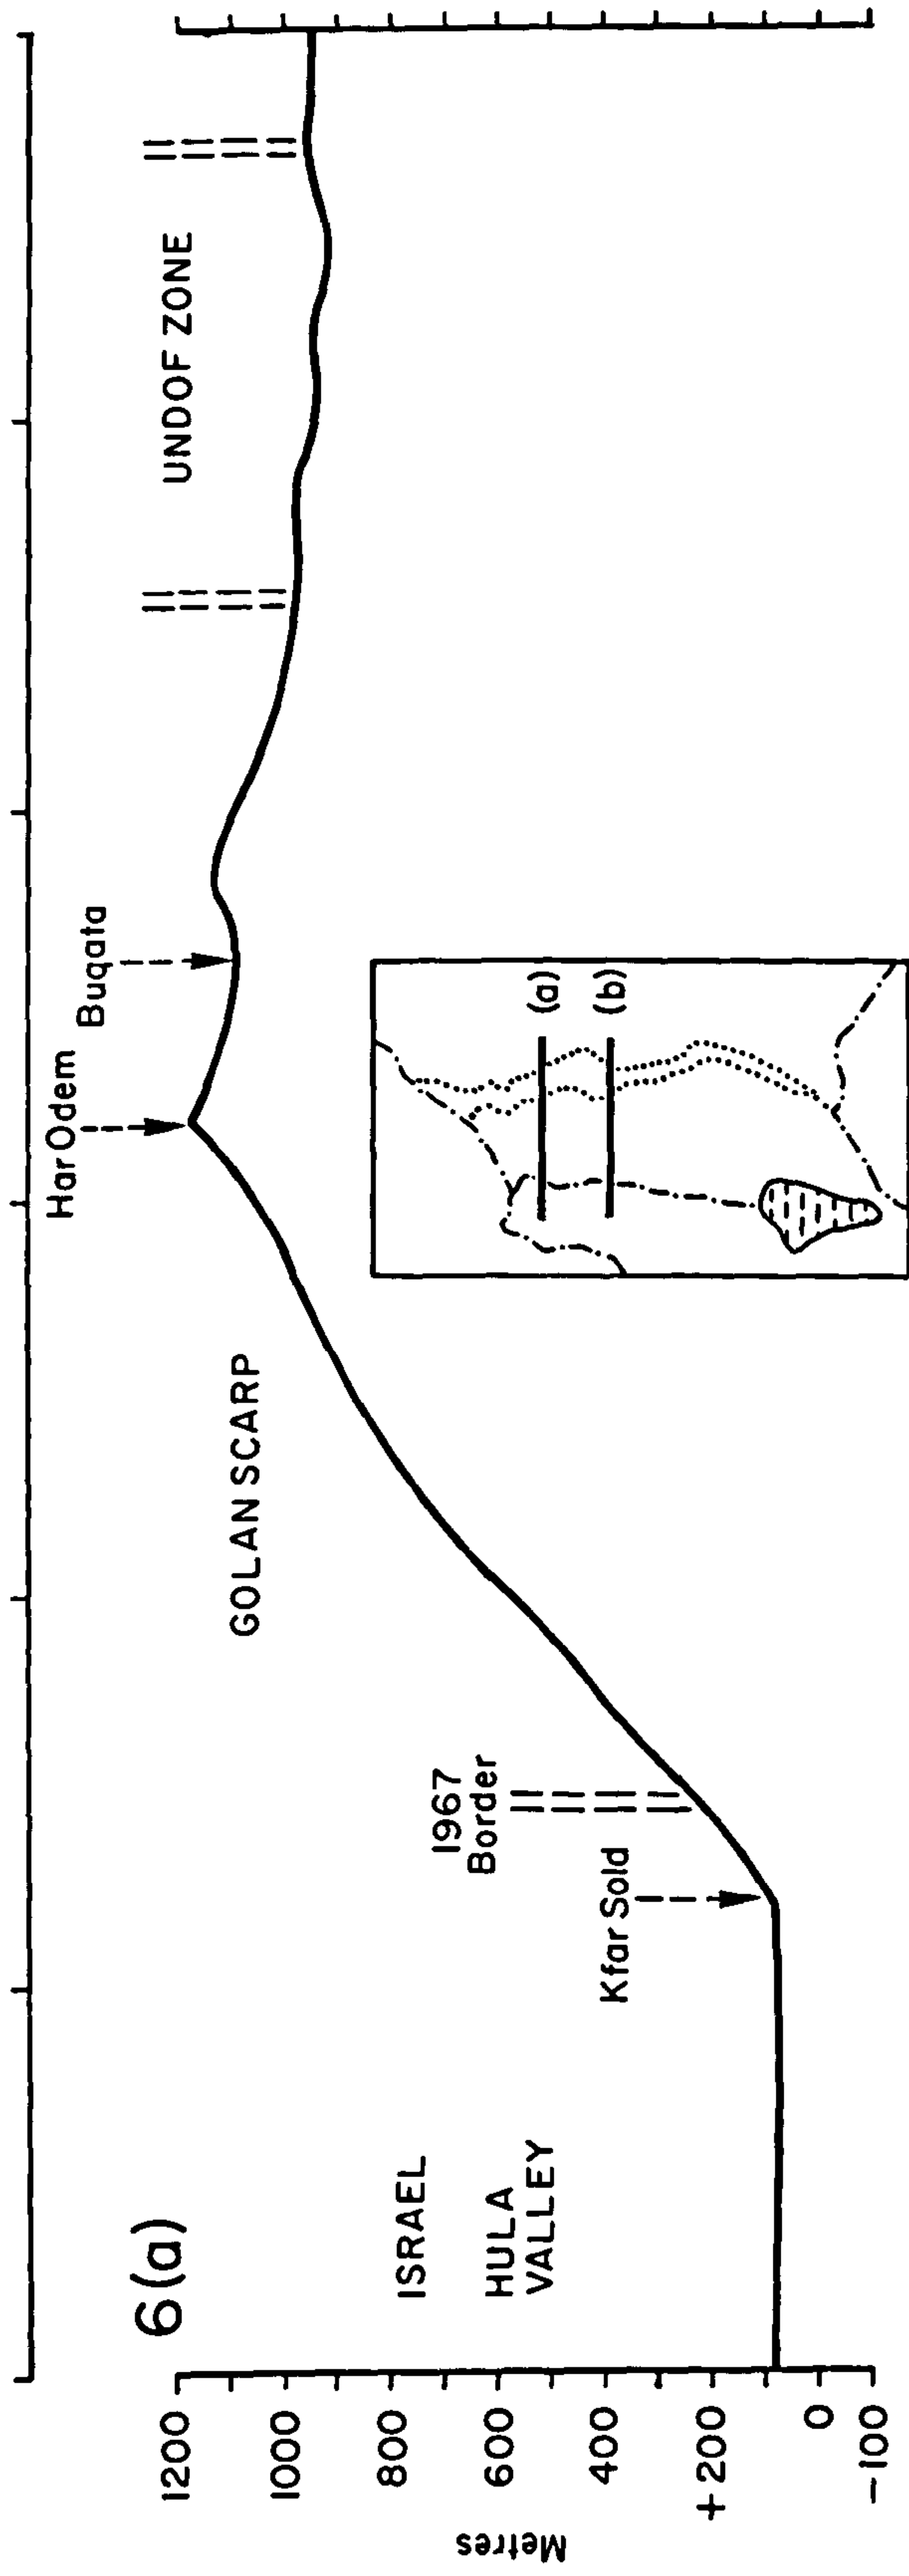 6(a)
ISRAEL
HULA
VALLEY
Kfar Sold
1967
Border
GOLAN SCARP
Har Odem
Buqata
UNDOF ZONE
Metres
1200
1000
800
600
400
+ 200
0
−100
(a)
(b)